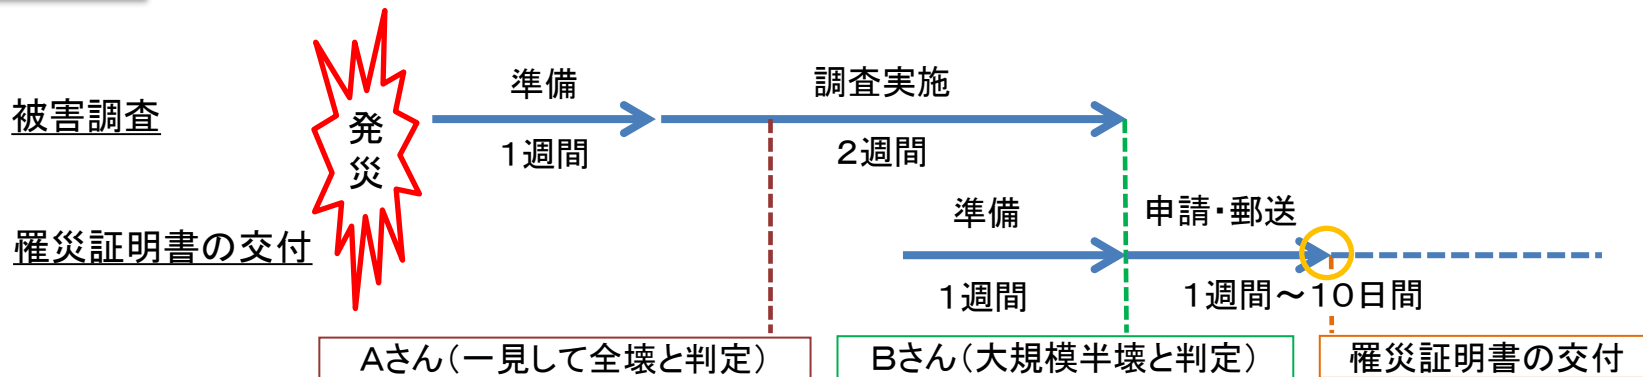 準備
調査実施
被害調査
発災
1週間
2週間
準備
申請・郵送
罹災証明書の交付
1週間
1週間～10日間
Aさん（一見して全壊と判定）
Bさん（大規模半壊と判定）
罹災証明書の交付